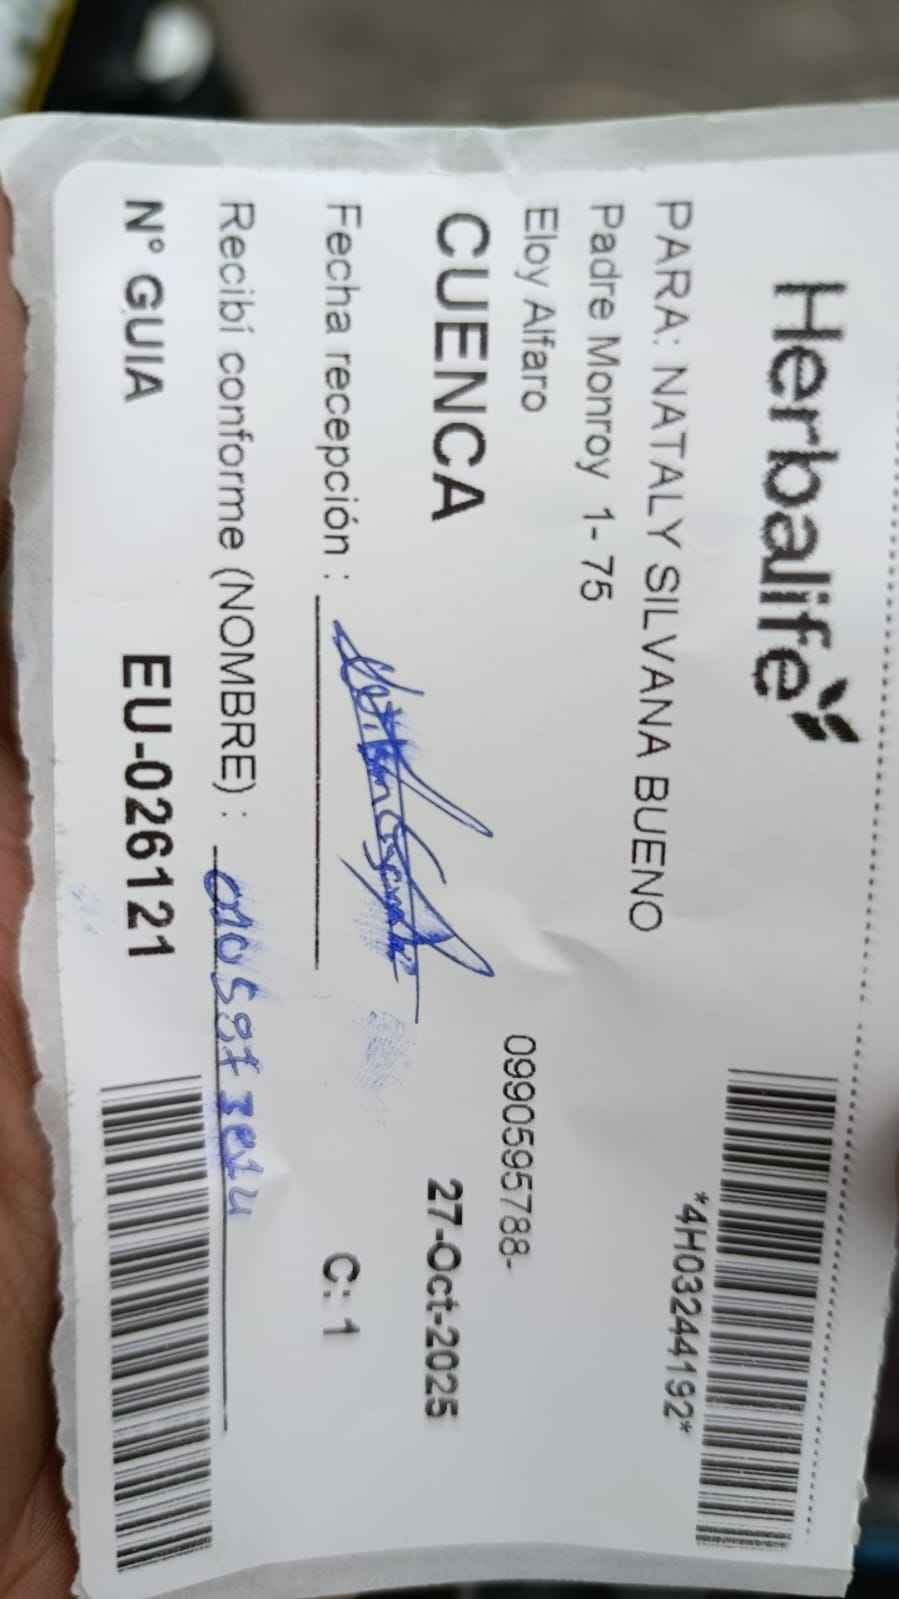 Herbalife
*4H03244192*
PARA: NATALY SILVANA BUENO
Padre Monroy 1- 75
Eloy Alfaro
0990595788-
CUENCA
27-Oct-2025
Fecha recepción :
C: 1
Recibí conforme (NOMBRE) :
N° GUIA EU-026121